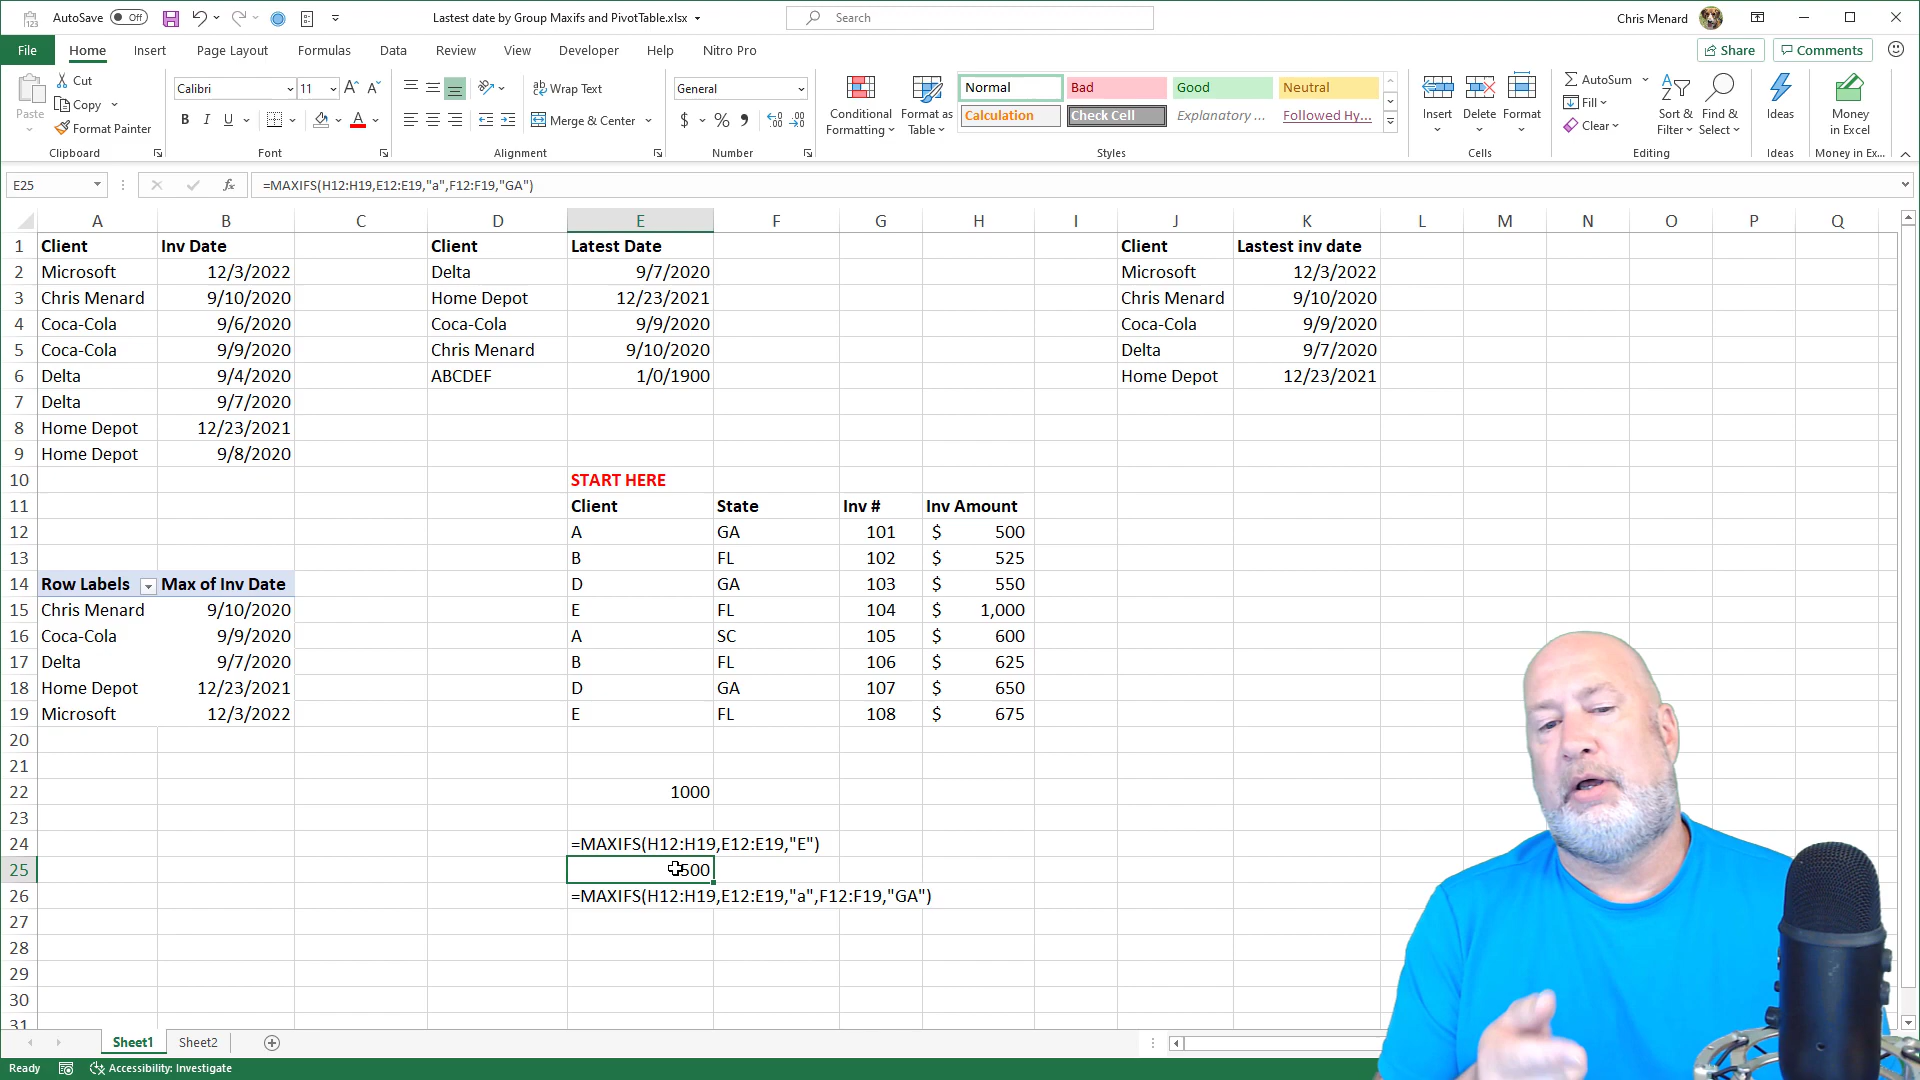 AutoSave Off
Lastest date by Group Maxifs and PivotTable.xlsx
Search
Chris Menard
File Home Insert Page Layout Formulas Data Review View Developer Help Nitro Pro
Share Comments
Paste
Cut
Copy
Format Painter
Clipboard
Calibri 11
B I U
Font
Wrap Text
Merge & Center
Alignment
General
$ % 9
Number
Conditional Formatting
Format as Table
Normal Bad Good Neutral
Calculation Check Cell Explanatory ... Followed Hy...
Styles
Insert Delete Format
Cells
AutoSum
Fill
Clear
Sort & Filter
Find & Select
Editing
Ideas
Ideas
Money in Excel
Money in Ex...
E25 fx =MAXIFS(H12:H19,E12:E19,"a",F12:F19,"GA")
A B C D E F G H I J K L M N O P Q
1 Client Inv Date Client Latest Date Client Lastest inv date
2 Microsoft 12/3/2022 Delta 9/7/2020 Microsoft 12/3/2022
3 Chris Menard 9/10/2020 Home Depot 12/23/2021 Chris Menard 9/10/2020
4 Coca-Cola 9/6/2020 Coca-Cola 9/9/2020 Coca-Cola 9/9/2020
5 Coca-Cola 9/9/2020 Chris Menard 9/10/2020 Delta 9/7/2020
6 Delta 9/4/2020 ABCDEF 1/0/1900 Home Depot 12/23/2021
7 Delta 9/7/2020
8 Home Depot 12/23/2021
9 Home Depot 9/8/2020
10 START HERE
11 Client State Inv # Inv Amount
12 A GA 101 $ 500
13 B FL 102 $ 525
14 Row Labels Max of Inv Date D GA 103 $ 550
15 Chris Menard 9/10/2020 E FL 104 $ 1,000
16 Coca-Cola 9/9/2020 A SC 105 $ 600
17 Delta 9/7/2020 B FL 106 $ 625
18 Home Depot 12/23/2021 D GA 107 $ 650
19 Microsoft 12/3/2022 E FL 108 $ 675
20
21
22 1000
23
24 =MAXIFS(H12:H19,E12:E19,"E")
25 500
26 =MAXIFS(H12:H19,E12:E19,"a",F12:F19,"GA")
27
28
29
30
31
Sheet1 Sheet2
Ready Accessibility: Investigate